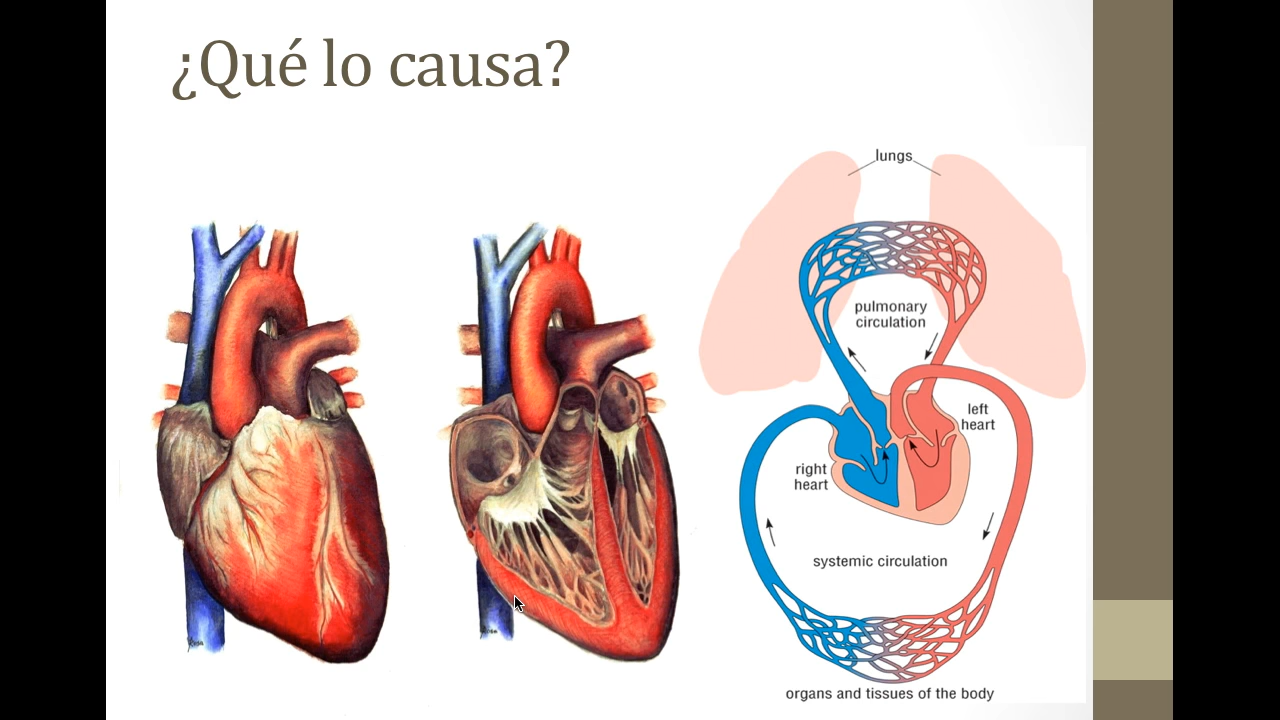 ¿Qué lo causa?
lungs
pulmonary
circulation
left
heart
right
heart
systemic circulation
organs and tissues of the body